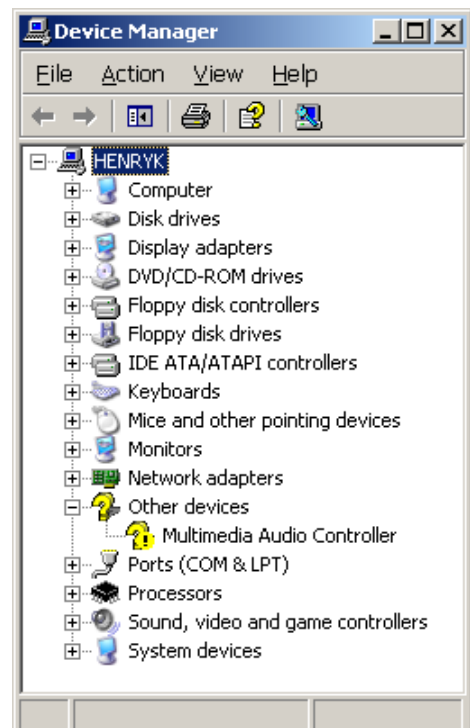 Device Manager
File Action View Help
HENRYK
Computer
Disk drives
Display adapters
DVD/CD-ROM drives
Floppy disk controllers
Floppy disk drives
IDE ATA/ATAPI controllers
Keyboards
Mice and other pointing devices
Monitors
Network adapters
Other devices
Multimedia Audio Controller
Ports (COM & LPT)
Processors
Sound, video and game controllers
System devices